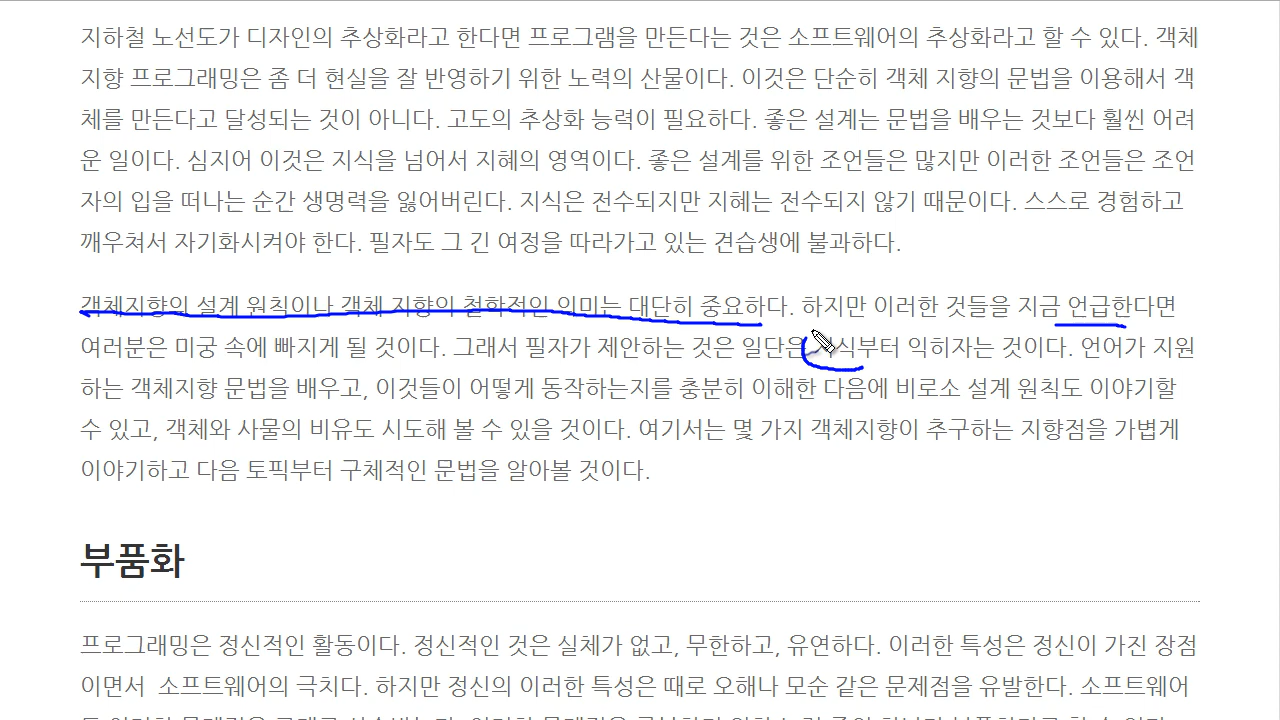 지하철 노선도가 디자인의 추상화라고 한다면 프로그램을 만든다는 것은 소프트웨어의 추상화라고 할 수 있다. 객체
지향 프로그래밍은 좀 더 현실을 잘 반영하기 위한 노력의 산물이다. 이것은 단순히 객체 지향의 문법을 이용해서 객
체를 만든다고 달성되는 것이 아니다. 고도의 추상화 능력이 필요하다. 좋은 설계는 문법을 배우는 것보다 훨씬 어려
운 일이다. 심지어 이것은 지식을 넘어서 지혜의 영역이다. 좋은 설계를 위한 조언들은 많지만 이러한 조언들은 조언
자의 입을 떠나는 순간 생명력을 잃어버린다. 지식은 전수되지만 지혜는 전수되지 않기 때문이다. 스스로 경험하고
깨우쳐서 자기화시켜야 한다. 필자도 그 긴 여정을 따라가고 있는 견습생에 불과하다.
객체지향의 설계 원칙이나 객체 지향의 철학적인 의미는 대단히 중요하다. 하지만 이러한 것들을 지금 언급한다면
여러분은 미궁 속에 빠지게 될 것이다. 그래서 필자가 제안하는 것은 일단은 익히자는 것이다. 언어가 지원
하는 객체지향 문법을 배우고, 이것들이 어떻게 동작하는지를 충분히 이해한 다음에 비로소 설계 원칙도 이야기할
수 있고, 객체와 사물의 비유도 시도해 볼 수 있을 것이다. 여기서는 몇 가지 객체지향이 추구하는 지향점을 가볍게
이야기하고 다음 토픽부터 구체적인 문법을 알아볼 것이다.
부품화
프로그래밍은 정신적인 활동이다. 정신적인 것은 실체가 없고, 무한하고, 유연하다. 이러한 특성은 정신이 가진 장점
이면서 소프트웨어의 극치다. 하지만 정신의 이러한 특성은 때로 오해나 모순 같은 문제점을 유발한다. 소프트웨어